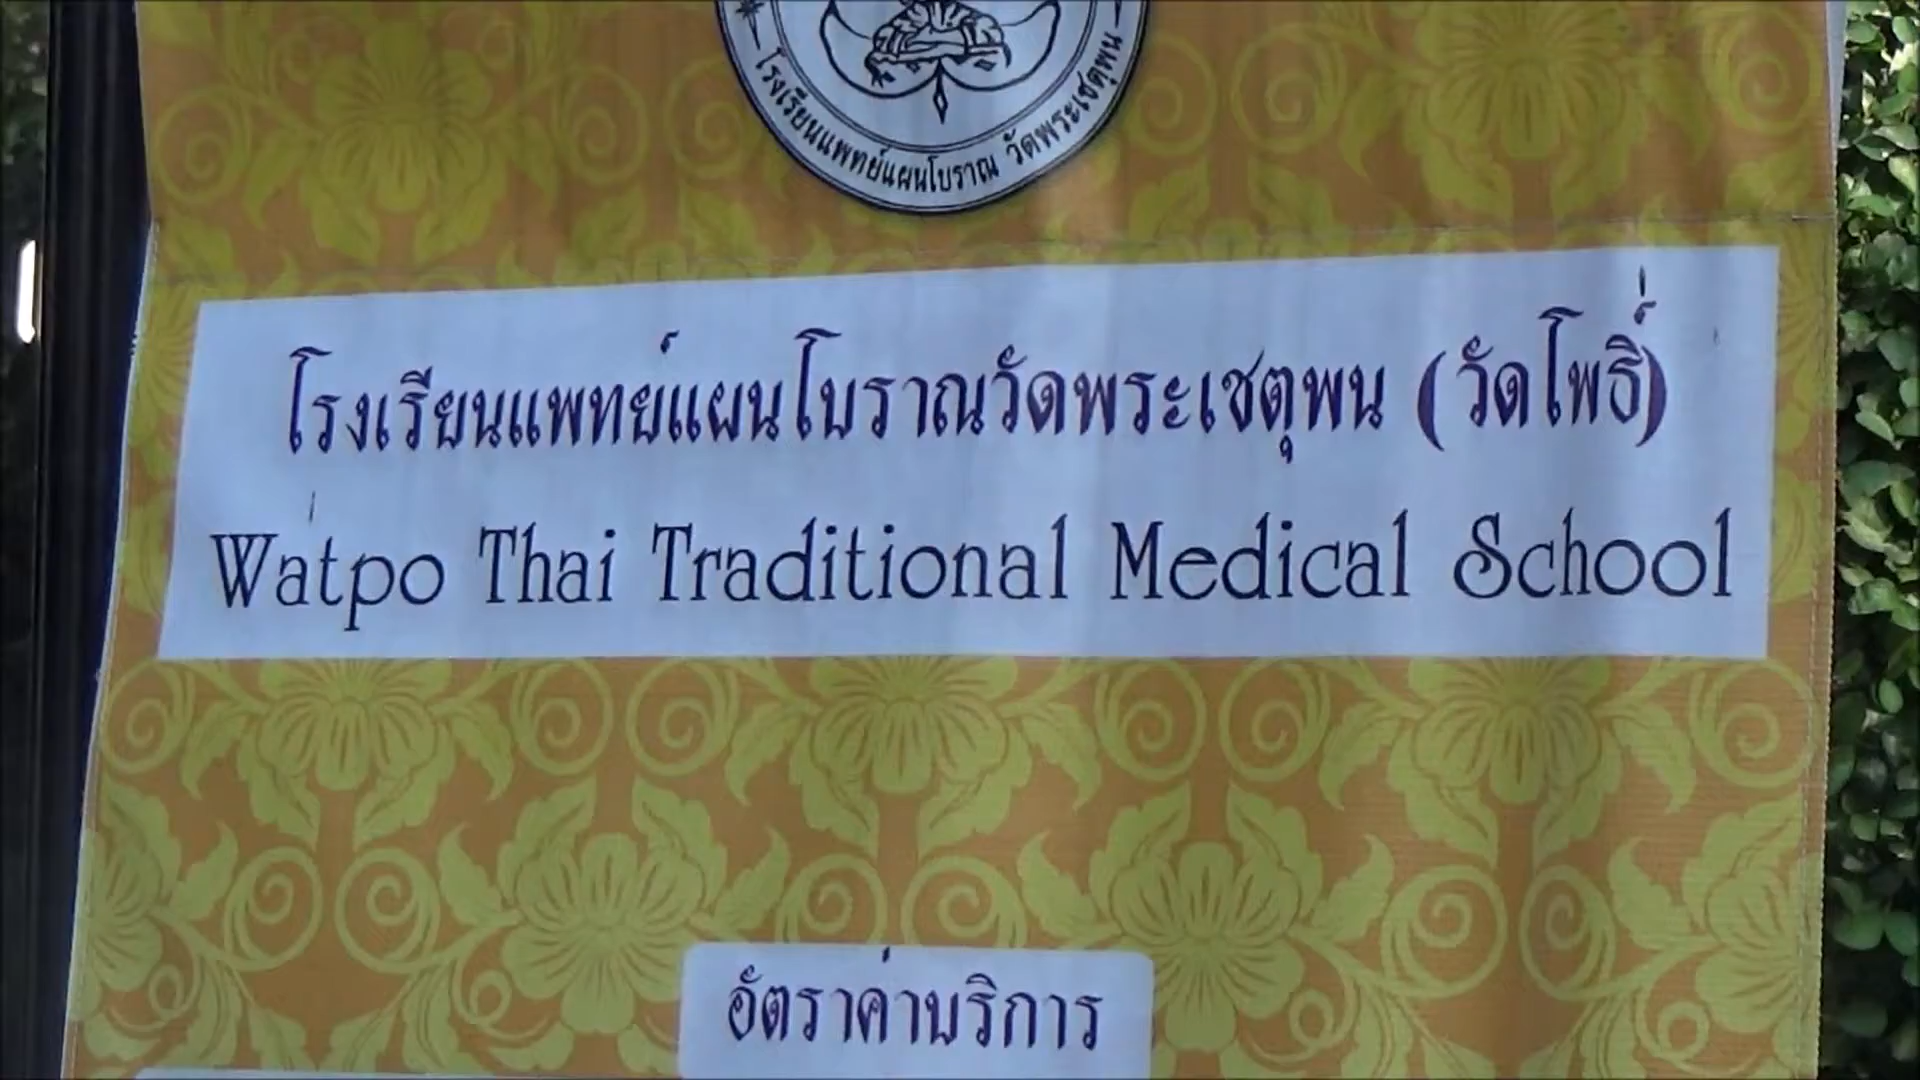 โรงเรียนแพทย์แผนโบราณ วัดพระเชตุพน
โรงเรียนแพทย์แผนโบราณวัดพระเชตุพน (วัดโพธิ์)
Watpo Thai Traditional Medical School
อัตราค่าบริการ